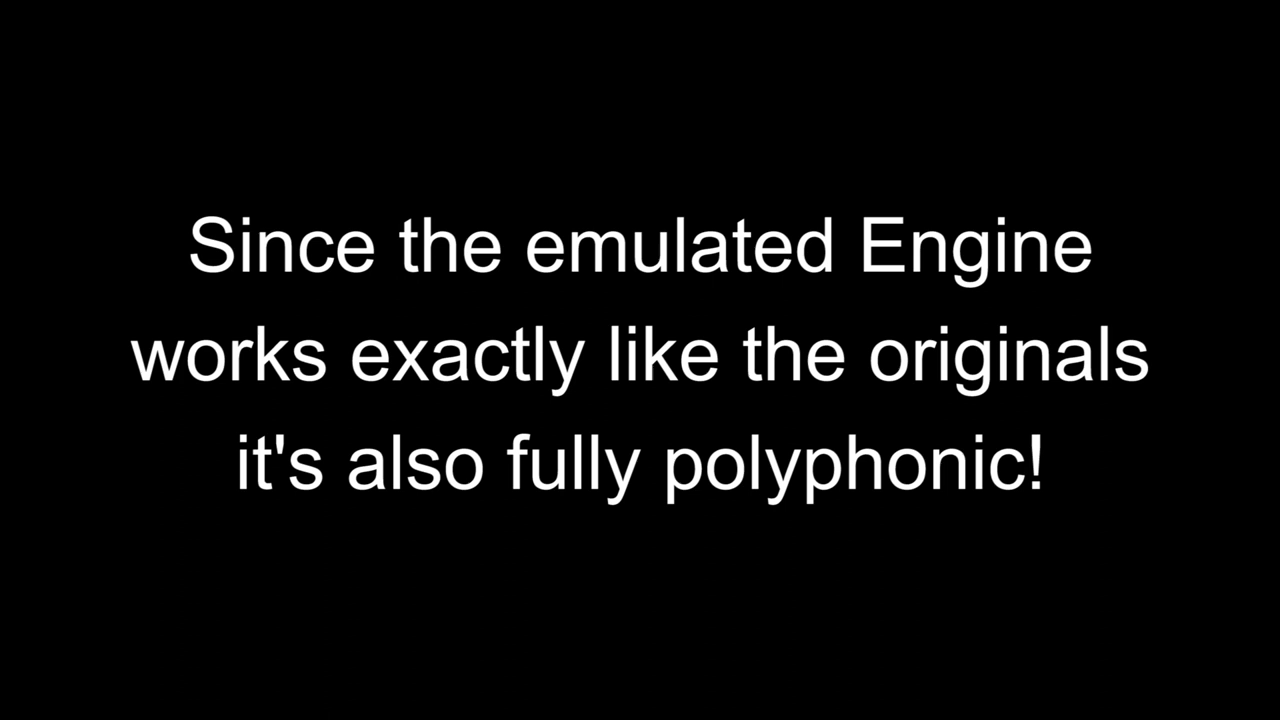 Since the emulated Engine
works exactly like the originals
it's also fully polyphonic!